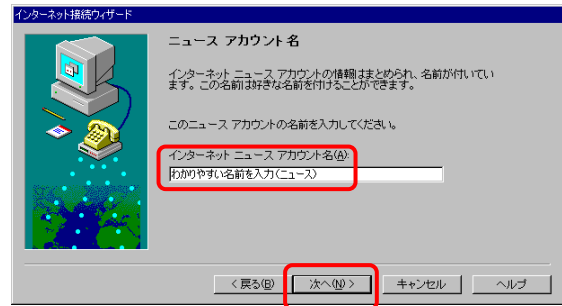 インターネット接続ウィザード
ニュース アカウント名
インターネット ニュース アカウントの情報はまとめられ、名前が付いてい
ます。この名前は好きな名前を付けることができます。
このニュース アカウントの名前を入力してください。
インターネット ニュース アカウント名(A):
わかりやすい名前を入力(ニュース)
< 戻る(B) 次へ(N) > キャンセル ヘルプ